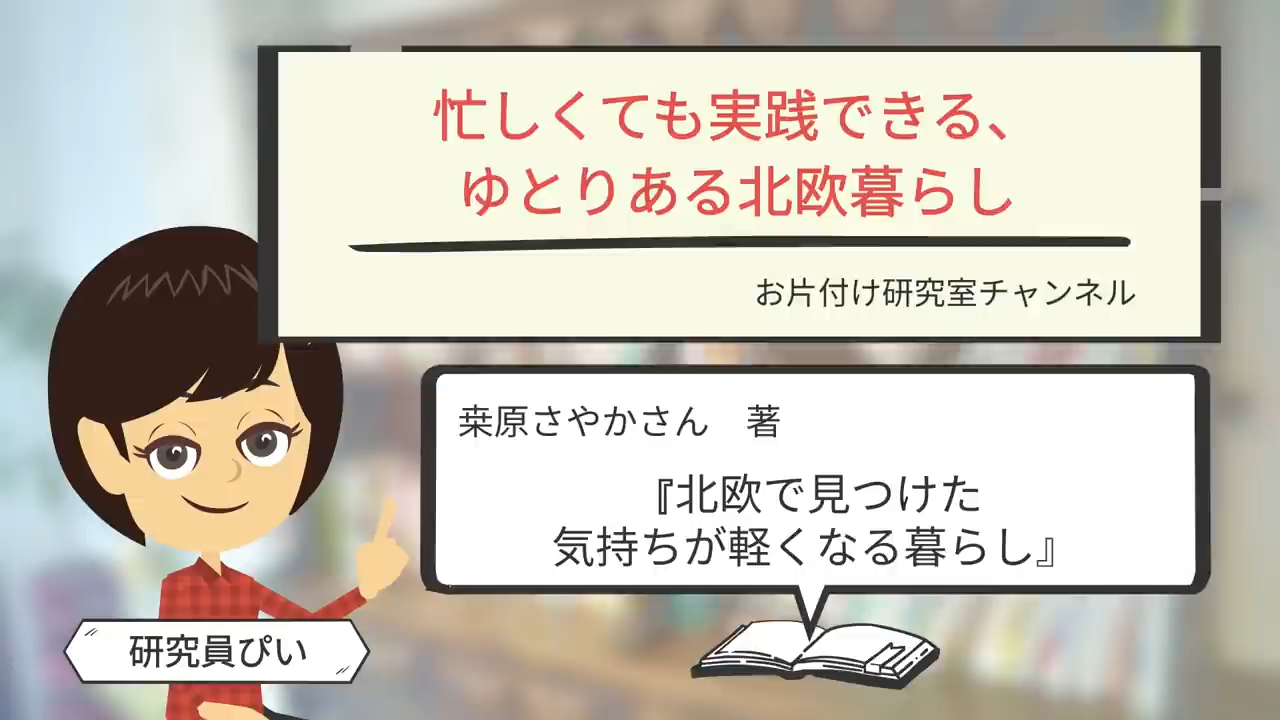 忙しくても実践できる、
ゆとりある北欧暮らし
お片付け研究室チャンネル
桒原さやかさん　著
『北欧で見つけた
気持ちが軽くなる暮らし』
研究員ぴい